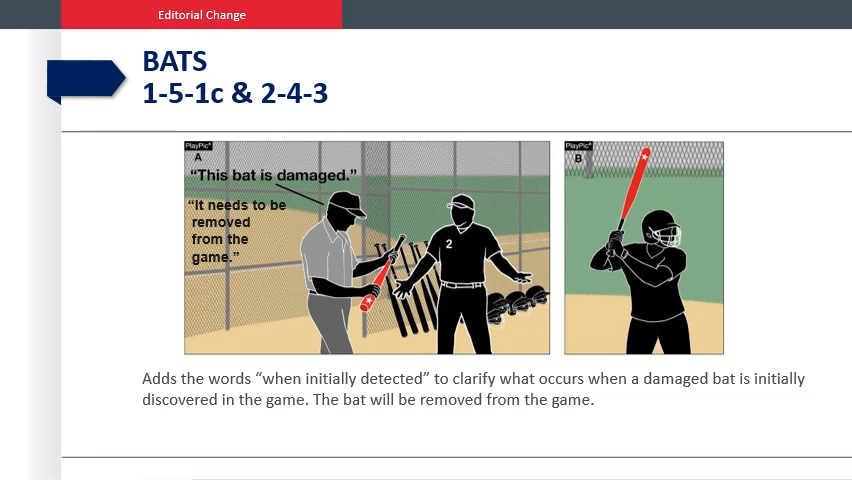 Editorial Change
BATS
1-5-1c & 2-4-3
PlayPic®
A
“This bat is damaged.”
“It needs to be
removed
from the
game.”
2
PlayPic®
B
Adds the words “when initially detected” to clarify what occurs when a damaged bat is initially
discovered in the game. The bat will be removed from the game.